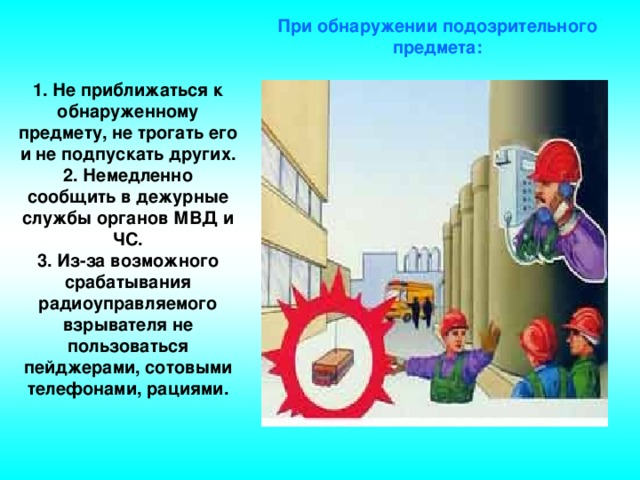 При обнаружении подозрительного
предмета:
1. Не приближаться к
обнаруженному
предмету, не трогать его
и не подпускать других.
2. Немедленно
сообщить в дежурные
службы органов МВД и
ЧС.
3. Из-за возможного
срабатывания
радиоуправляемого
взрывателя не
пользоваться
пейджерами, сотовыми
телефонами, рациями.